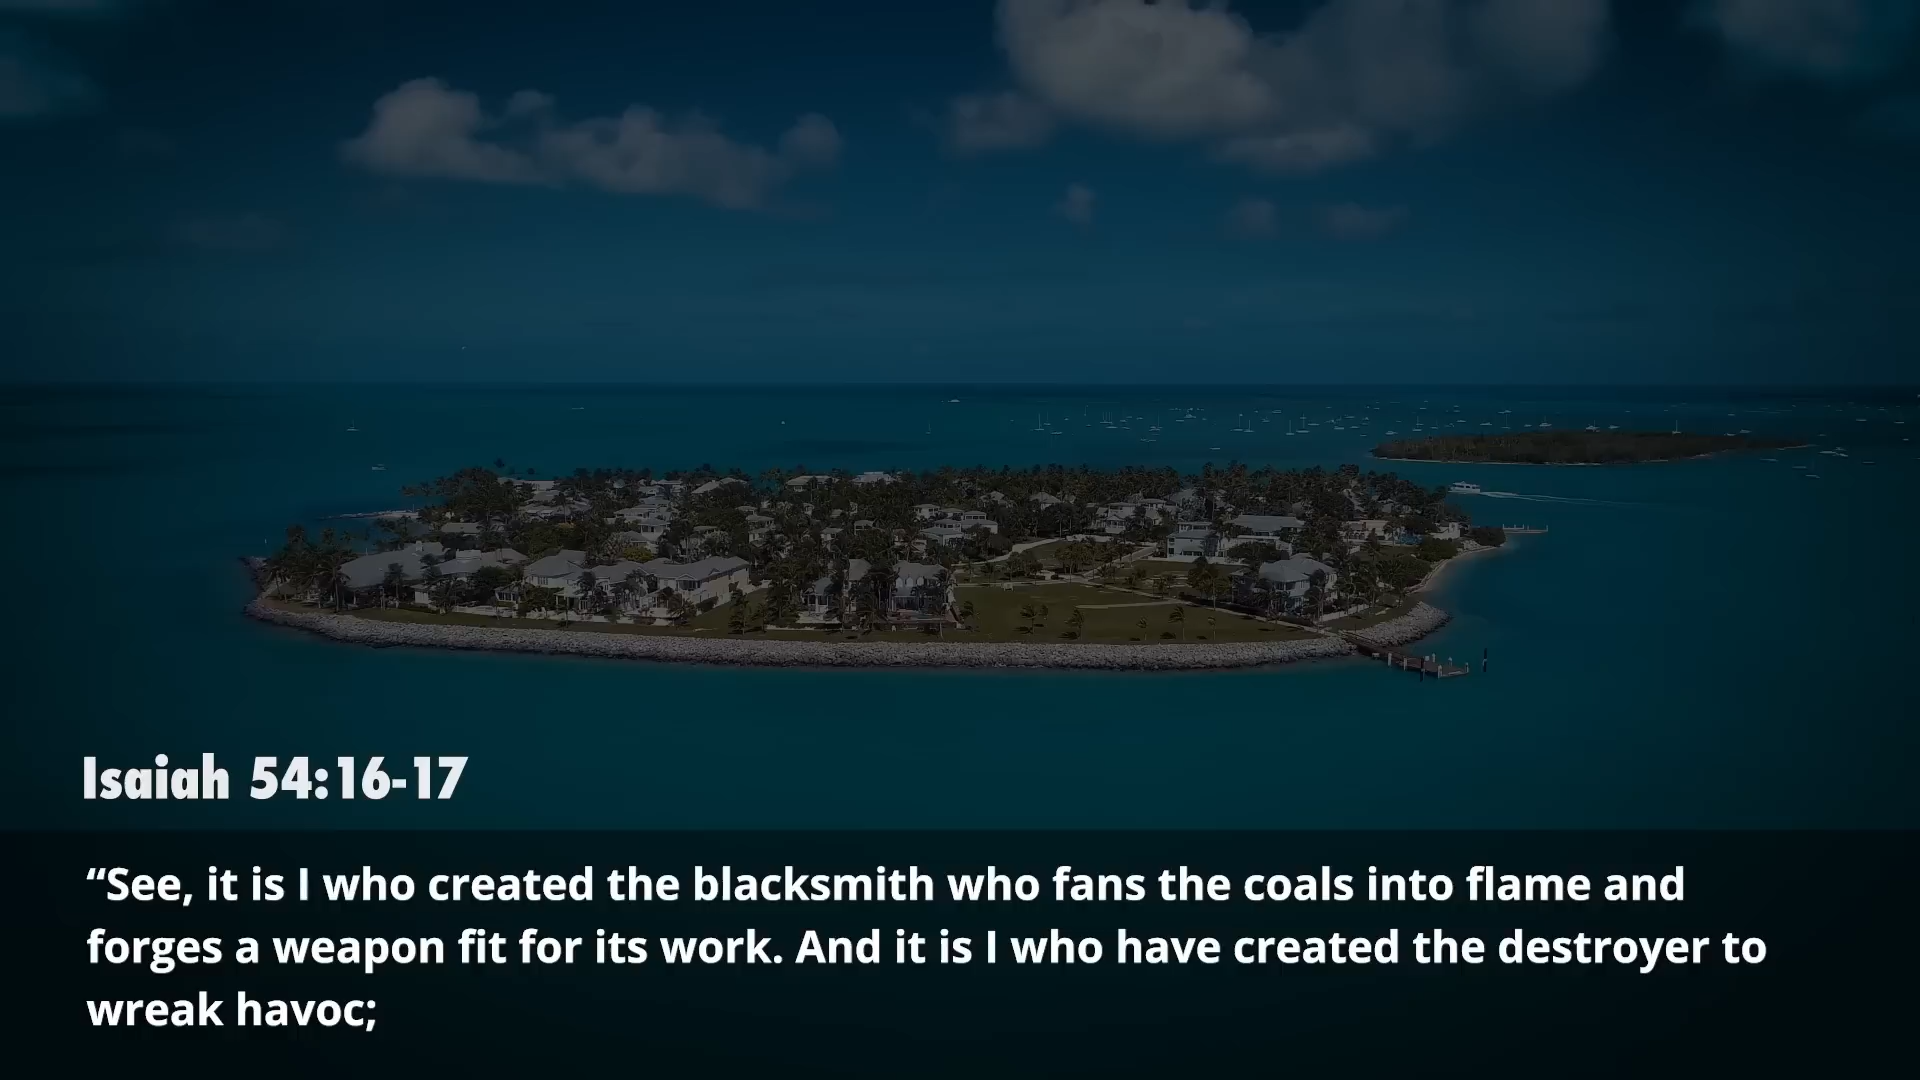 Isaiah 54:16-17
“See, it is I who created the blacksmith who fans the coals into flame and
forges a weapon fit for its work. And it is I who have created the destroyer to
wreak havoc;